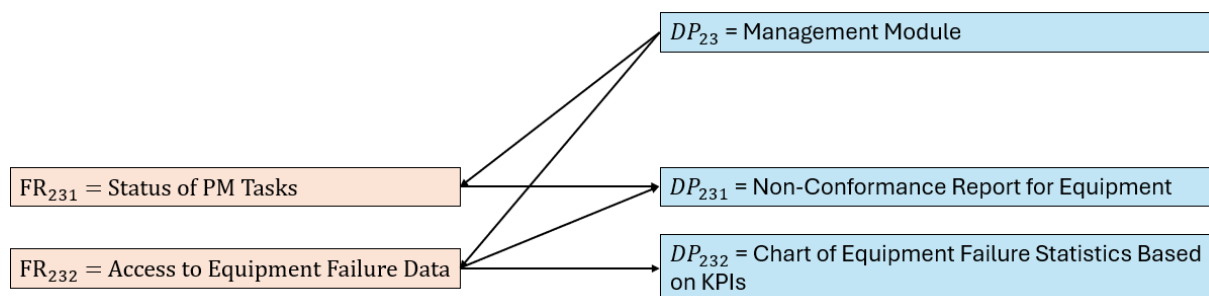 DP₂₃ = Management Module
FR₂₃₁ = Status of PM Tasks
DP₂₃₁ = Non-Conformance Report for Equipment
FR₂₃₂ = Access to Equipment Failure Data
DP₂₃₂ = Chart of Equipment Failure Statistics Based
on KPIs